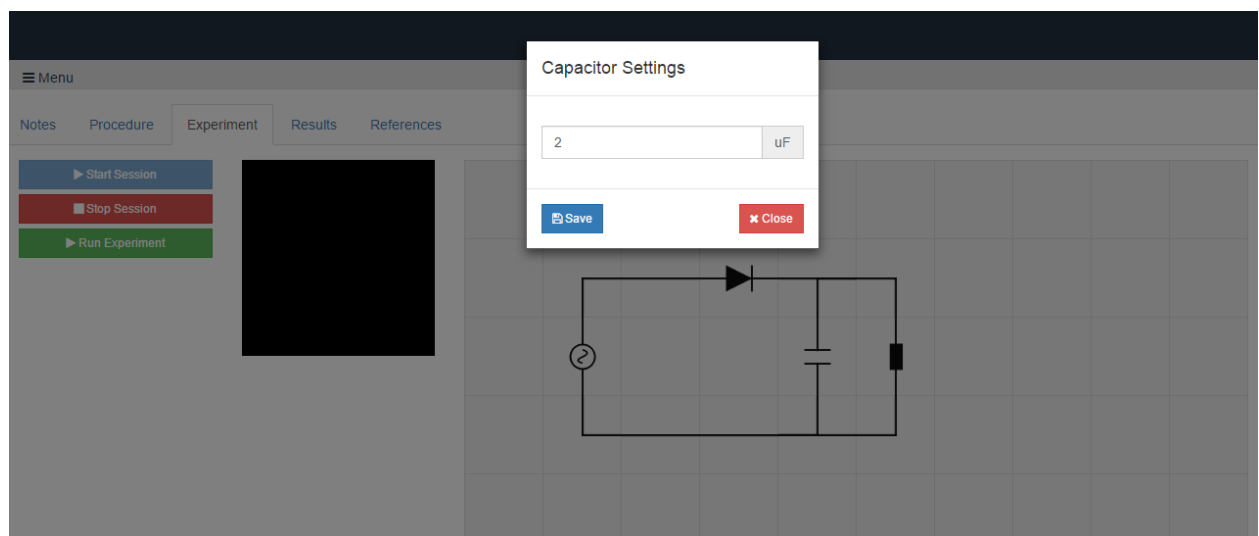 Capacitor Settings
Menu
Notes Procedure Experiment Results References
2 uF
Start Session
Stop Session
Save Close
Run Experiment